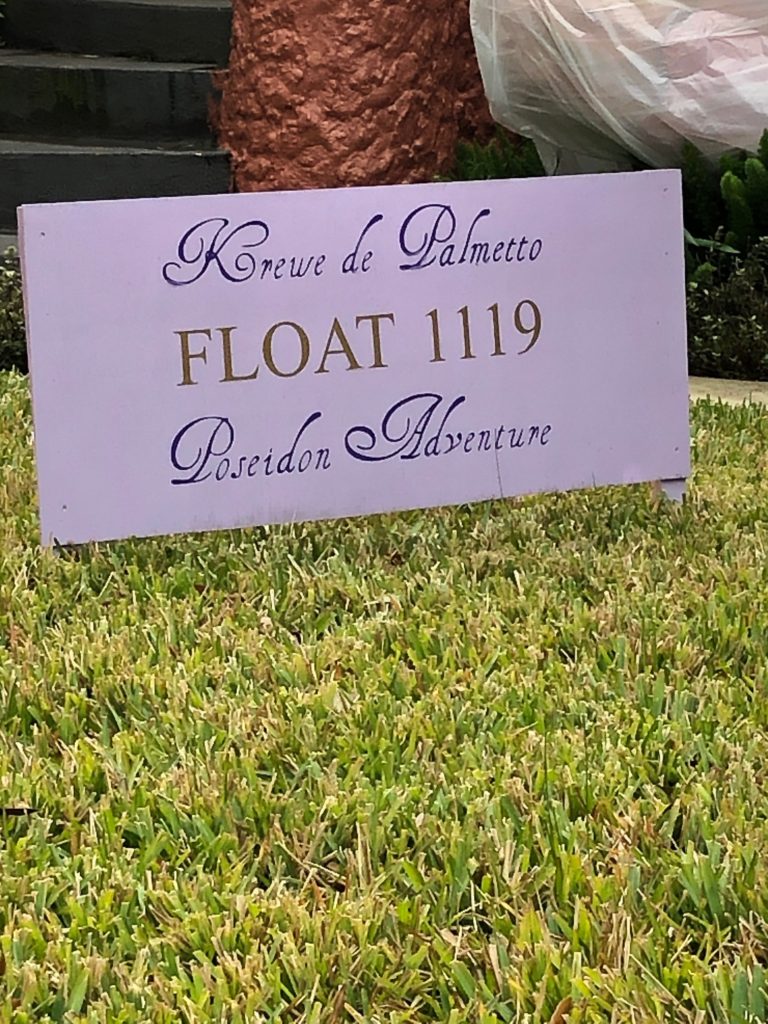 Krewe de Palmetto
FLOAT 1119
Poseidon Adventure